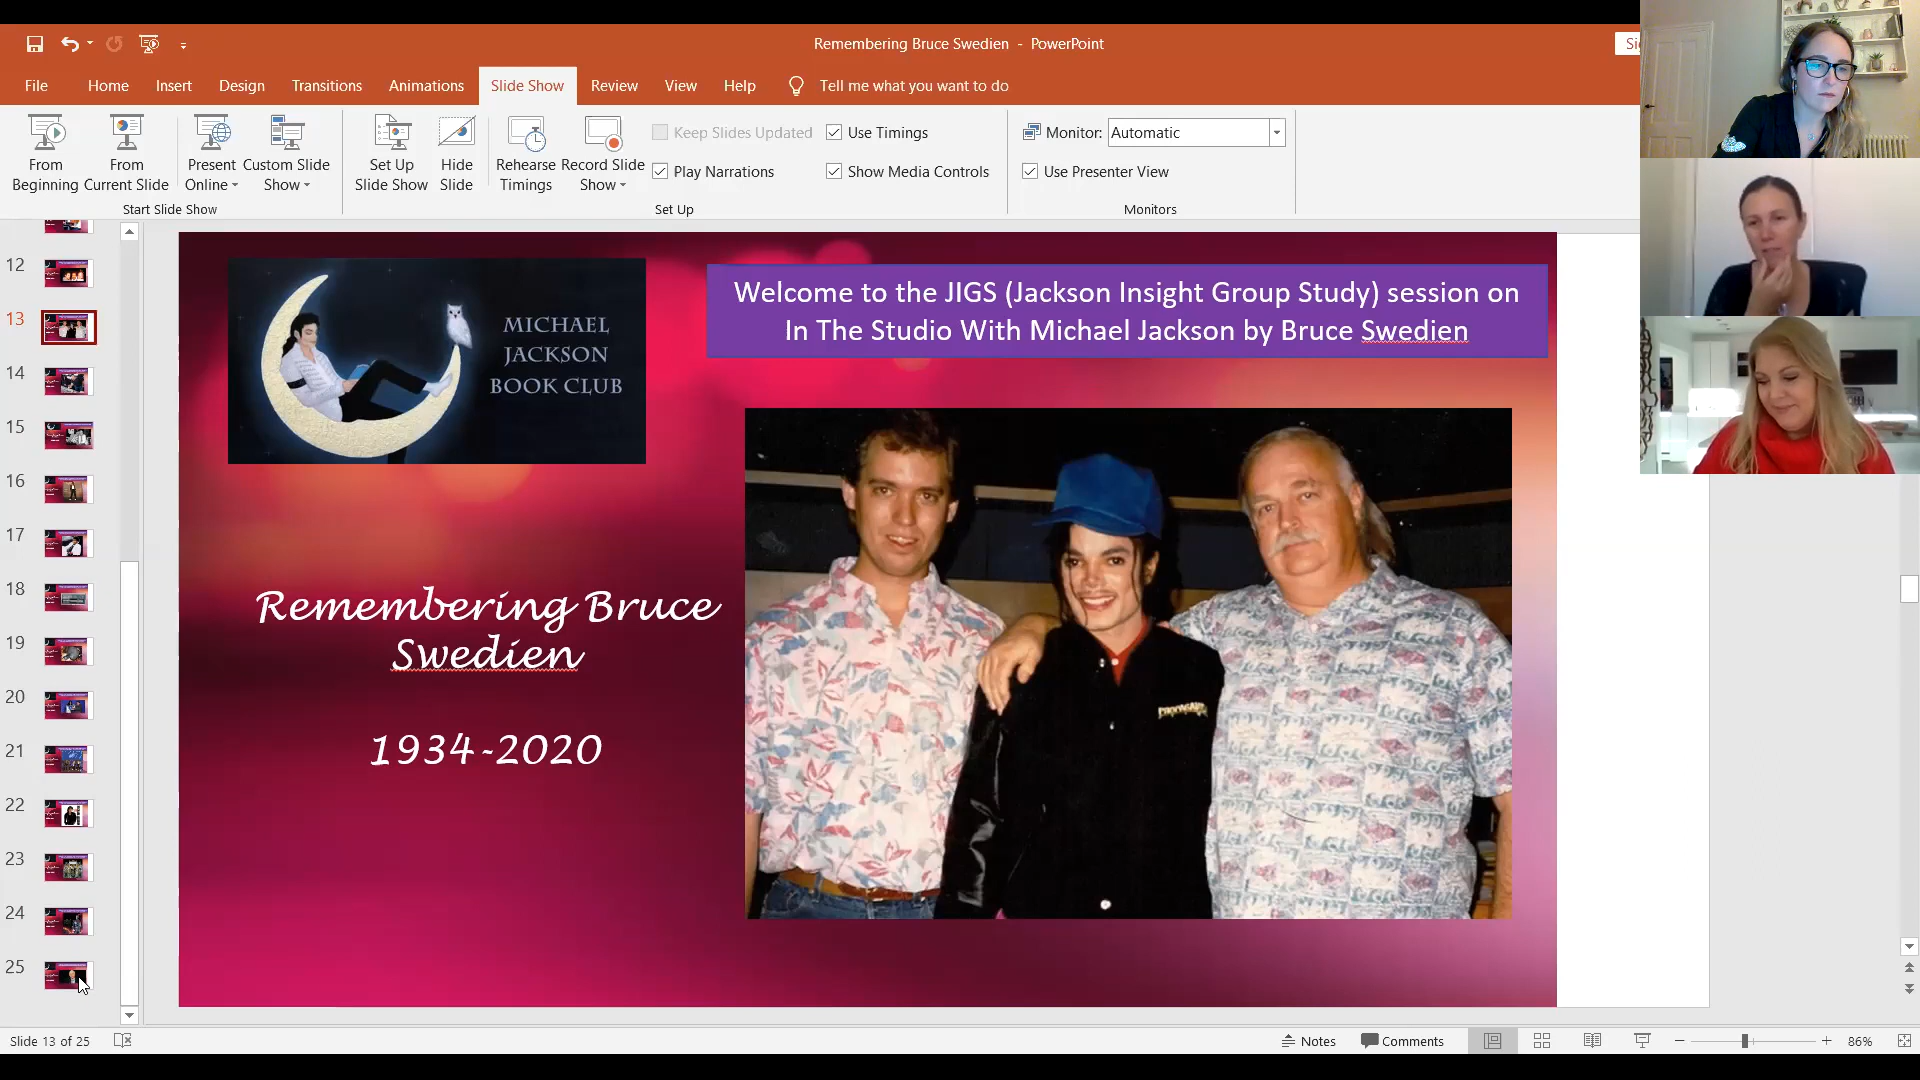 Remembering Bruce Swedien - PowerPoint
File Home Insert Design Transitions Animations Slide Show Review View Help Tell me what you want to do
From Beginning
From Current Slide
Present Online
Custom Slide Show
Start Slide Show
Set Up Slide Show
Hide Slide
Rehearse Timings
Record Slide Show
Keep Slides Updated
Play Narrations
Use Timings
Show Media Controls
Set Up
Monitor: Automatic
Use Presenter View
Monitors
12
13
14
15
16
17
18
19
20
21
22
23
24
25
MICHAEL
JACKSON
BOOK CLUB
Welcome to the JIGS (Jackson Insight Group Study) session on
In The Studio With Michael Jackson by Bruce Swedien
Remembering Bruce
Swedien
1934-2020
Slide 13 of 25
Notes Comments 86%